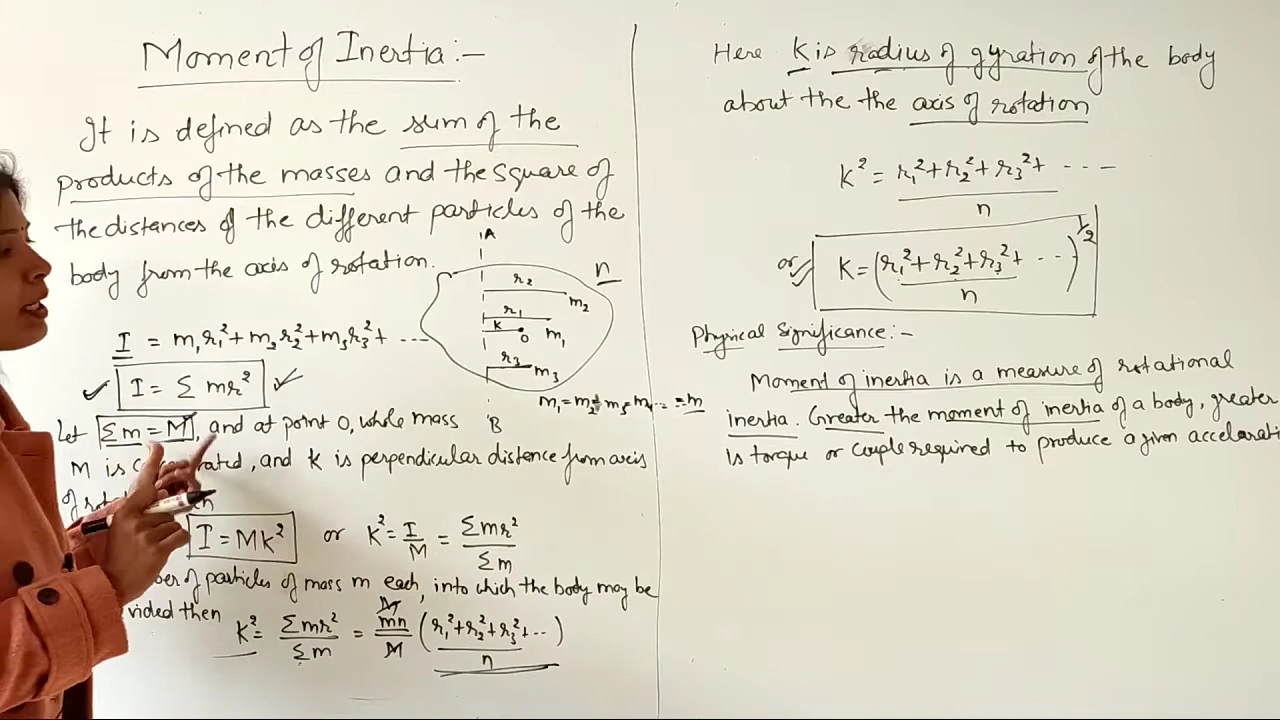 Moment of Inertia:-
It is defined as the sum of the
products of the masses and the square of
the distances of the different particles of the
body from the axis of rotation.
A
n
r₂
m₂
r₁
m₁
K
O
r₃
m₃
B
m₁=m₂=m₃=m₄...=m
I = m₁r₁²+m₂r₂²+m₃r₃²+ ---
I = Σ mr²
Let Σm = M, and at point O, whole mass
M is, and K is perpendicular distance from axis
of
I = MK² or K² = I/M = Σmr²/Σm
of particles of mass m each, into which the body may be
then
K² = Σmr²/Σm = mn/M (r₁²+r₂²+r₃²+--)/n
M
Here K is radius of gyration of the body
about the the axis of rotation
K² = r₁²+r₂²+r₃²+ ----/n
or K = (r₁²+r₂²+r₃²+ --/n)^1/2
Physical Significance:-
Moment of inertia is a measure of rotational
inertia. Greater the moment of inertia of a body, greater
is torque or couple required to produce a given accelerati